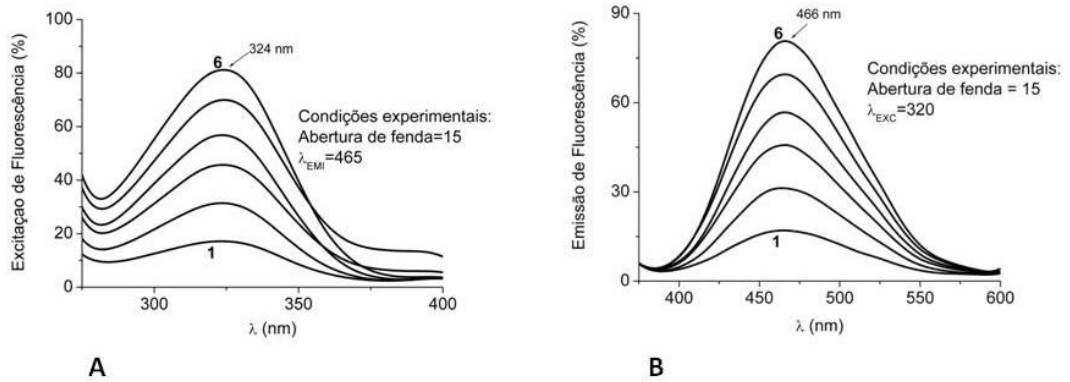 100
80
60
40
20
0
Excitaçao de Fluorescência (%)
6
324 nm
Condições experimentais:
Abertura de fenda=15
λEMI=465
1
300
350
400
λ (nm)
A
90
60
30
0
Emissão de Fluorescência (%)
6
466 nm
Condições experimentais:
Abertura de fenda = 15
λEXC=320
1
400
450
500
550
600
λ (nm)
B